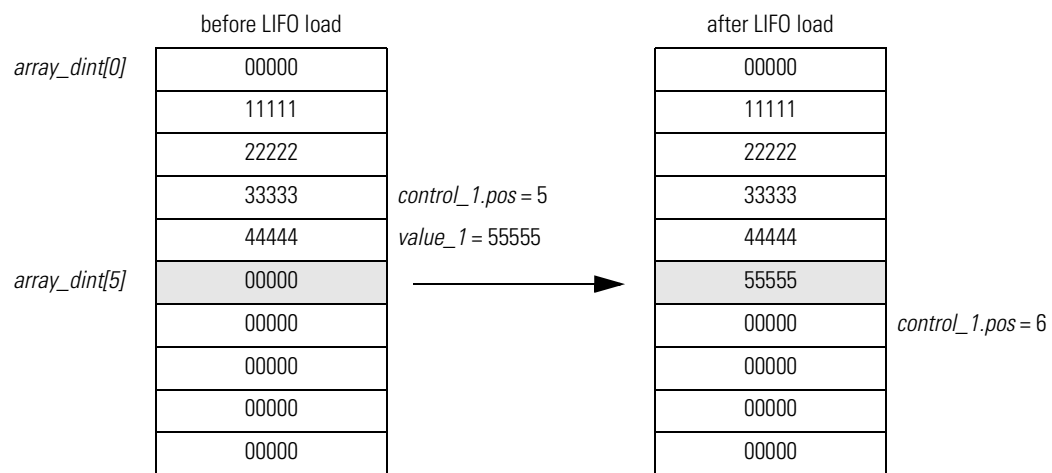 before LIFO load after LIFO load
array_dint[0] 00000 00000
11111 11111
22222 22222
33333 control_1.pos = 5 33333
44444 value_1 = 55555 44444
array_dint[5] 00000 55555
00000 00000 control_1.pos = 6
00000 00000
00000 00000
00000 00000